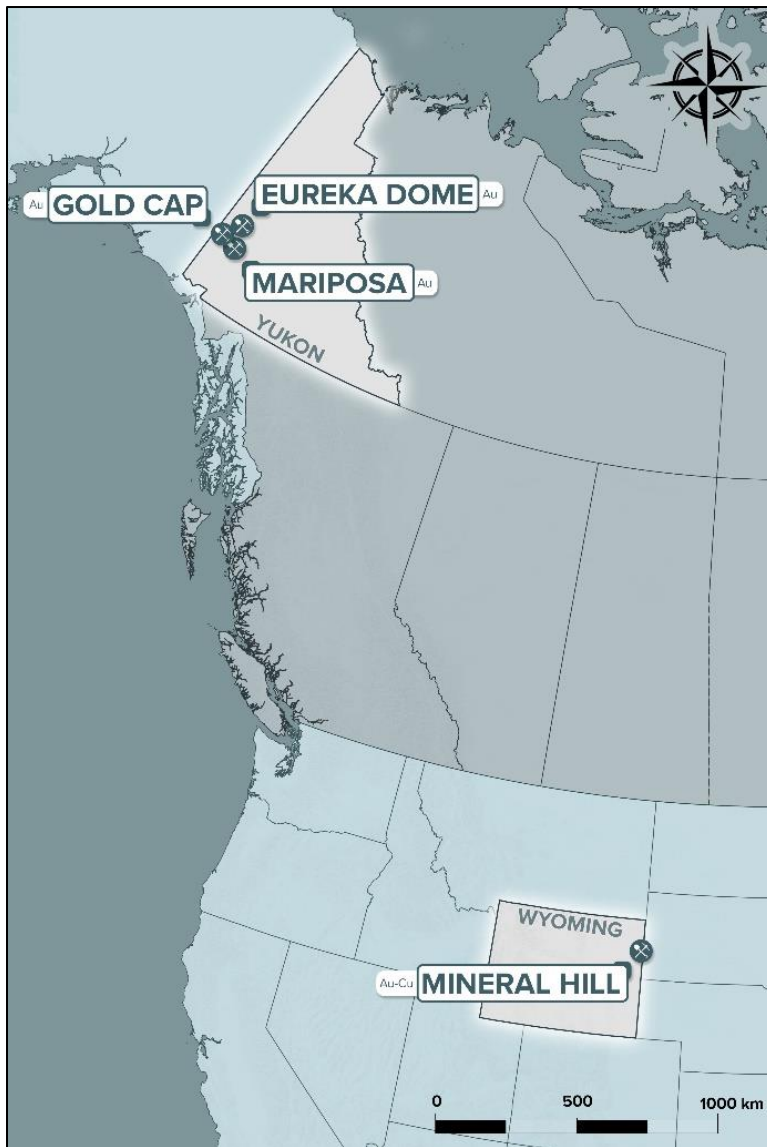 Au GOLD CAP
EUREKA DOME Au
MARIPOSA Au
YUKON
WYOMING
Au-Cu MINERAL HILL
0 500 1000 km